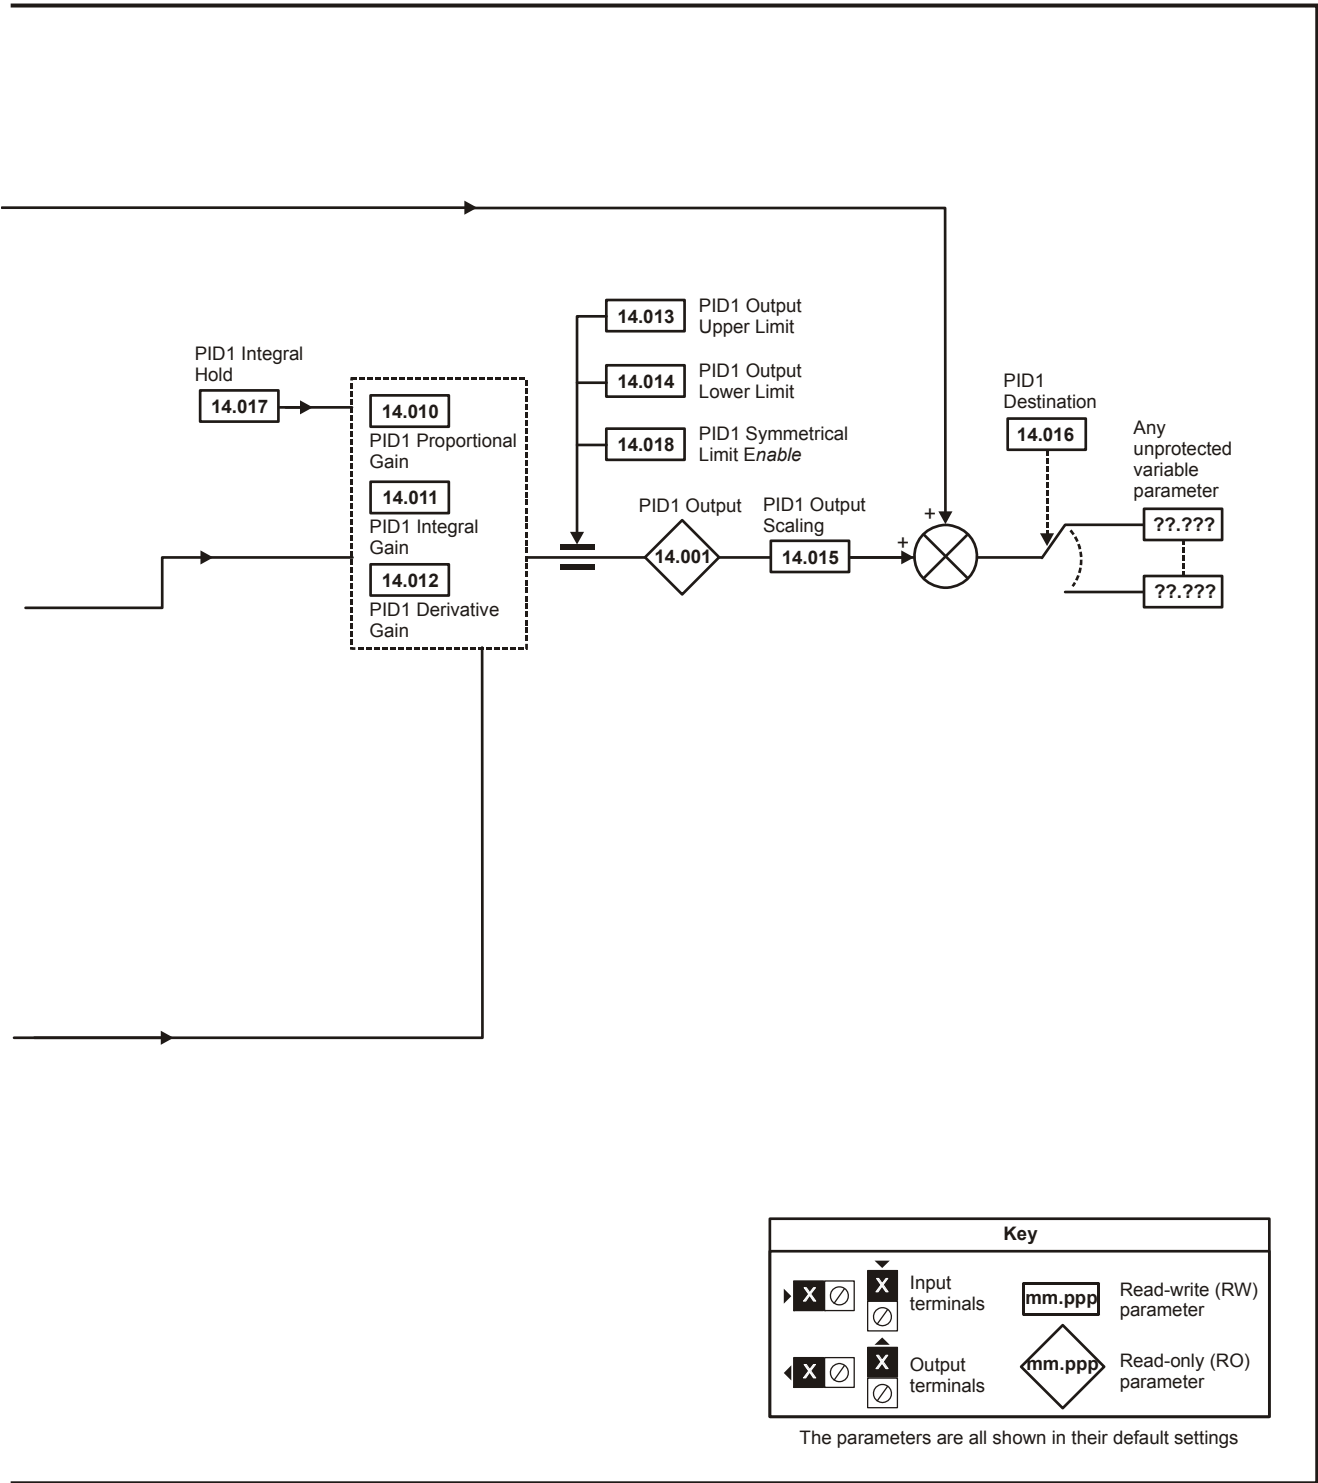 14.013
PID1 Output
Upper Limit
PID1 Integral
Hold
14.017
14.014
PID1 Output
Lower Limit
14.018
PID1 Symmetrical
Limit Enable
14.010
PID1 Proportional
Gain
14.011
PID1 Integral
Gain
14.012
PID1 Derivative
Gain
PID1 Output
14.001
PID1 Output
Scaling
14.015
+
+
PID1
Destination
14.016
Any
unprotected
variable
parameter
??.???
??.???
Key
X
X
Input
terminals
mm.ppp
Read-write (RW)
parameter
X
X
Output
terminals
mm.ppp
Read-only (RO)
parameter
The parameters are all shown in their default settings